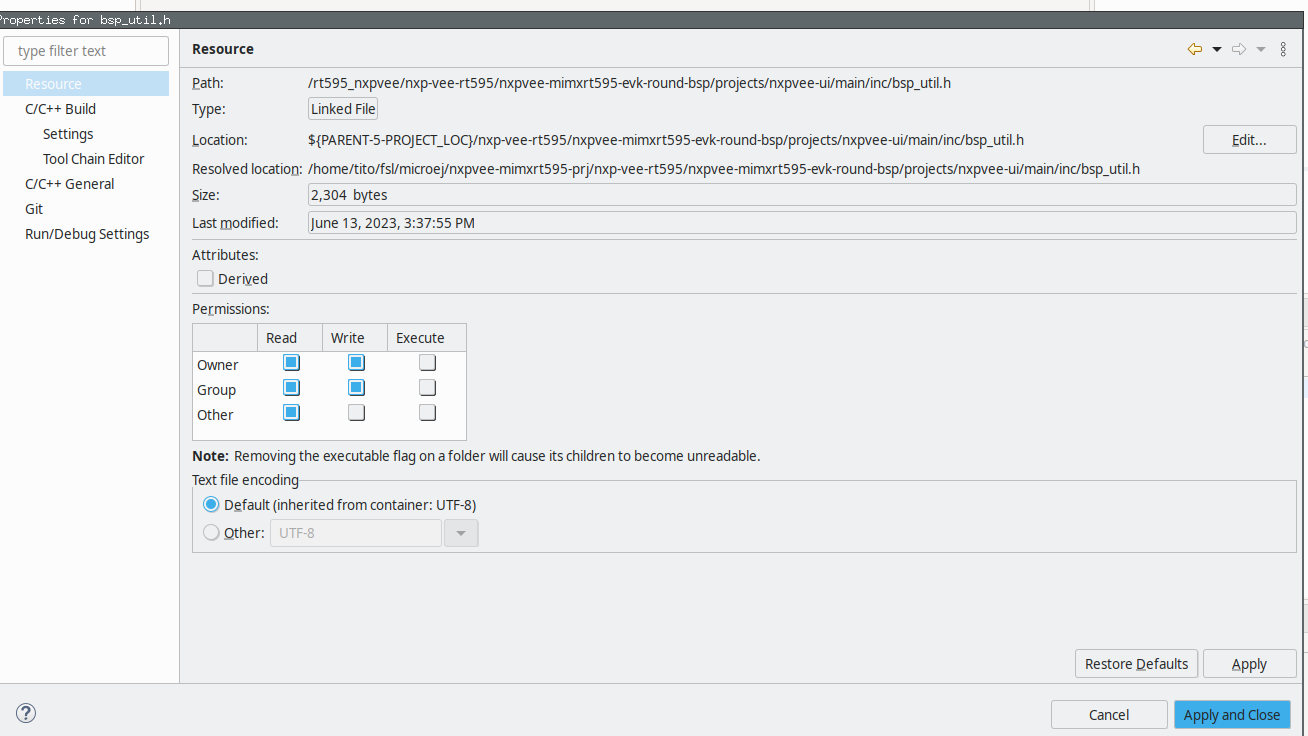 Properties for bsp_util.h
type filter text
Resource
C/C++ Build
Settings
Tool Chain Editor
C/C++ General
Git
Run/Debug Settings
Resource
Path: /rt595_nxpvee/nxp-vee-rt595/nxpvee-mimxrt595-evk-round-bsp/projects/nxpvee-ui/main/inc/bsp_util.h
Type: Linked File
Location: ${PARENT-5-PROJECT_LOC}/nxp-vee-rt595/nxpvee-mimxrt595-evk-round-bsp/projects/nxpvee-ui/main/inc/bsp_util.h Edit...
Resolved location: /home/tito/fsl/microej/nxpvee-mimxrt595-prj/nxp-vee-rt595/nxpvee-mimxrt595-evk-round-bsp/projects/nxpvee-ui/main/inc/bsp_util.h
Size: 2,304 bytes
Last modified: June 13, 2023, 3:37:55 PM
Attributes:
Derived
Permissions:
Read Write Execute
Owner
Group
Other
Note: Removing the executable flag on a folder will cause its children to become unreadable.
Text file encoding
Default (inherited from container: UTF-8)
Other: UTF-8
Restore Defaults Apply
? Cancel Apply and Close